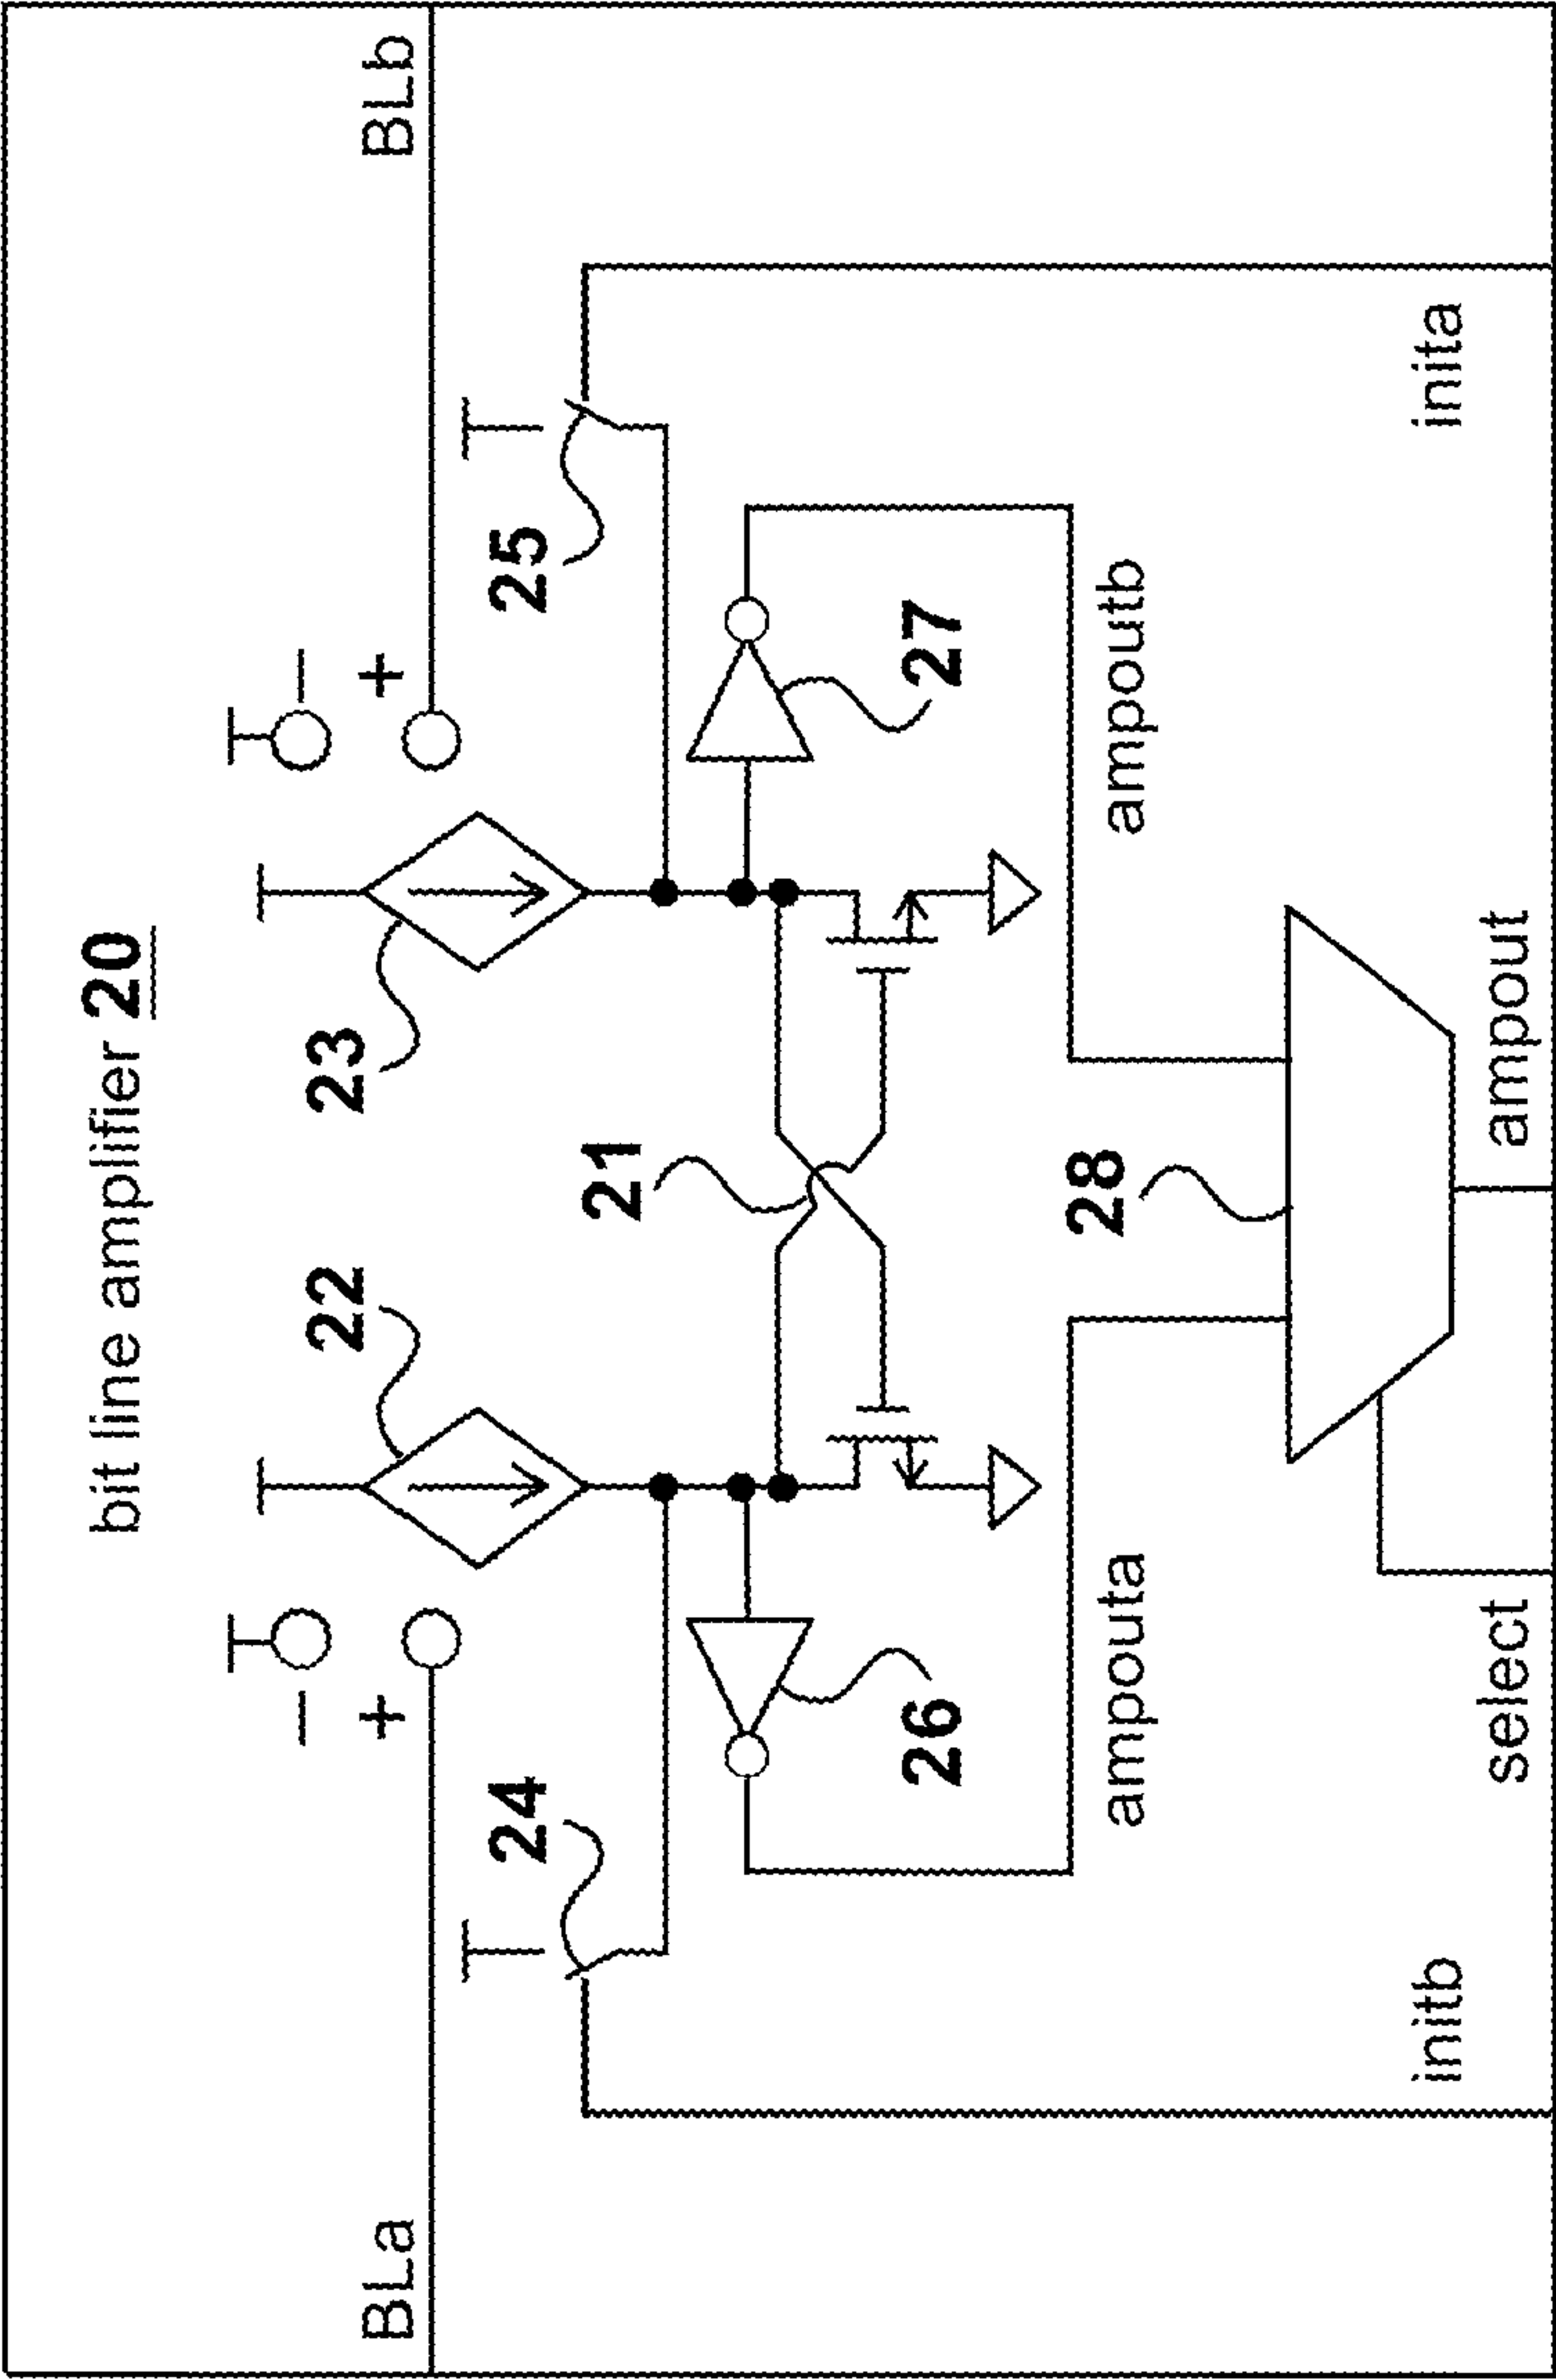 bit line amplifier 20
BLa
BLb
22
23
- +
- +
24
25
21
26
27
ampouta
ampoutb
28
initb
inita
select
ampout